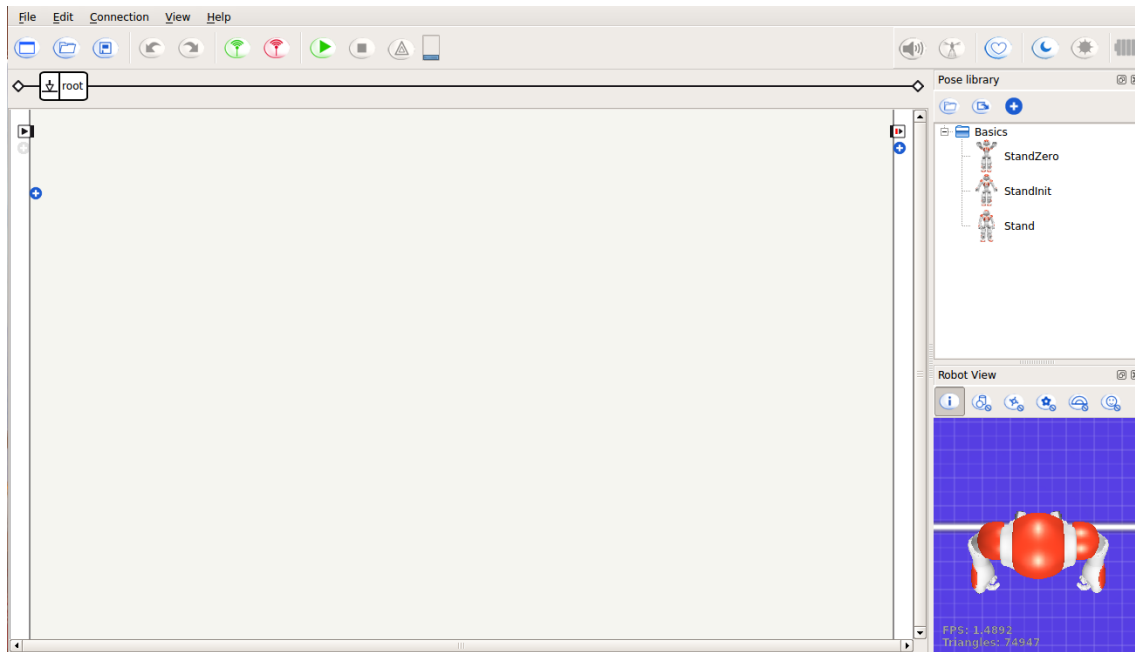 File Edit Connection View Help
root
Pose library
Basics
StandZero
StandInit
Stand
Robot View
FPS: 1.4892
Triangles: 74947